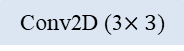 Conv2D (3× 3)